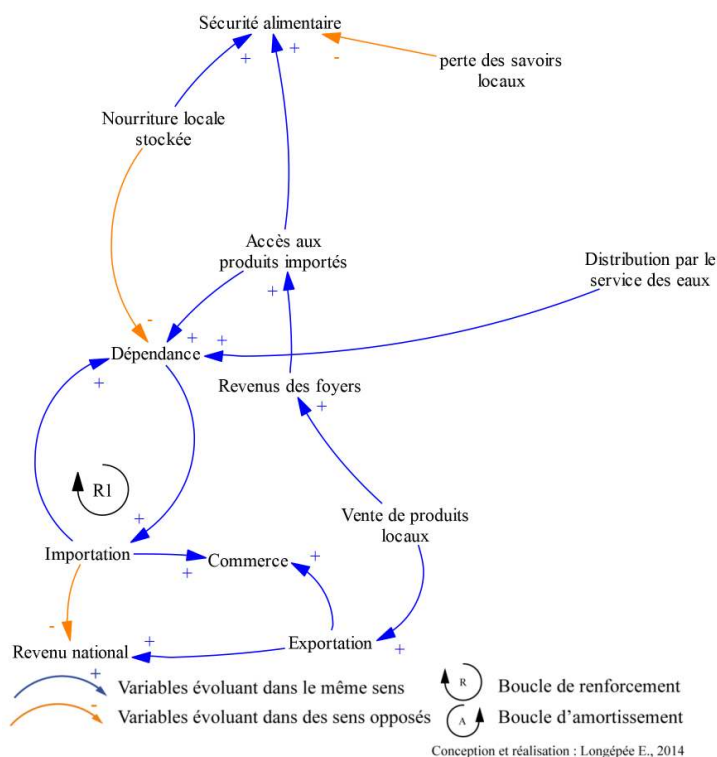 Sécurité alimentaire
+
+
-
perte des savoirs
locaux
Nourriture locale
stockée
Accès aux
produits importés
+
Distribution par le
service des eaux
-
+
+
Dépendance
+
Revenus des foyers
+
R1
Vente de produits
locaux
+
Importation
+
Commerce
+
-
+
Exportation
+
Revenu national
+
Variables évoluant dans le même sens
-
Variables évoluant dans des sens opposés
R
Boucle de renforcement
A
Boucle d'amortissement
Conception et réalisation : Longépée E., 2014